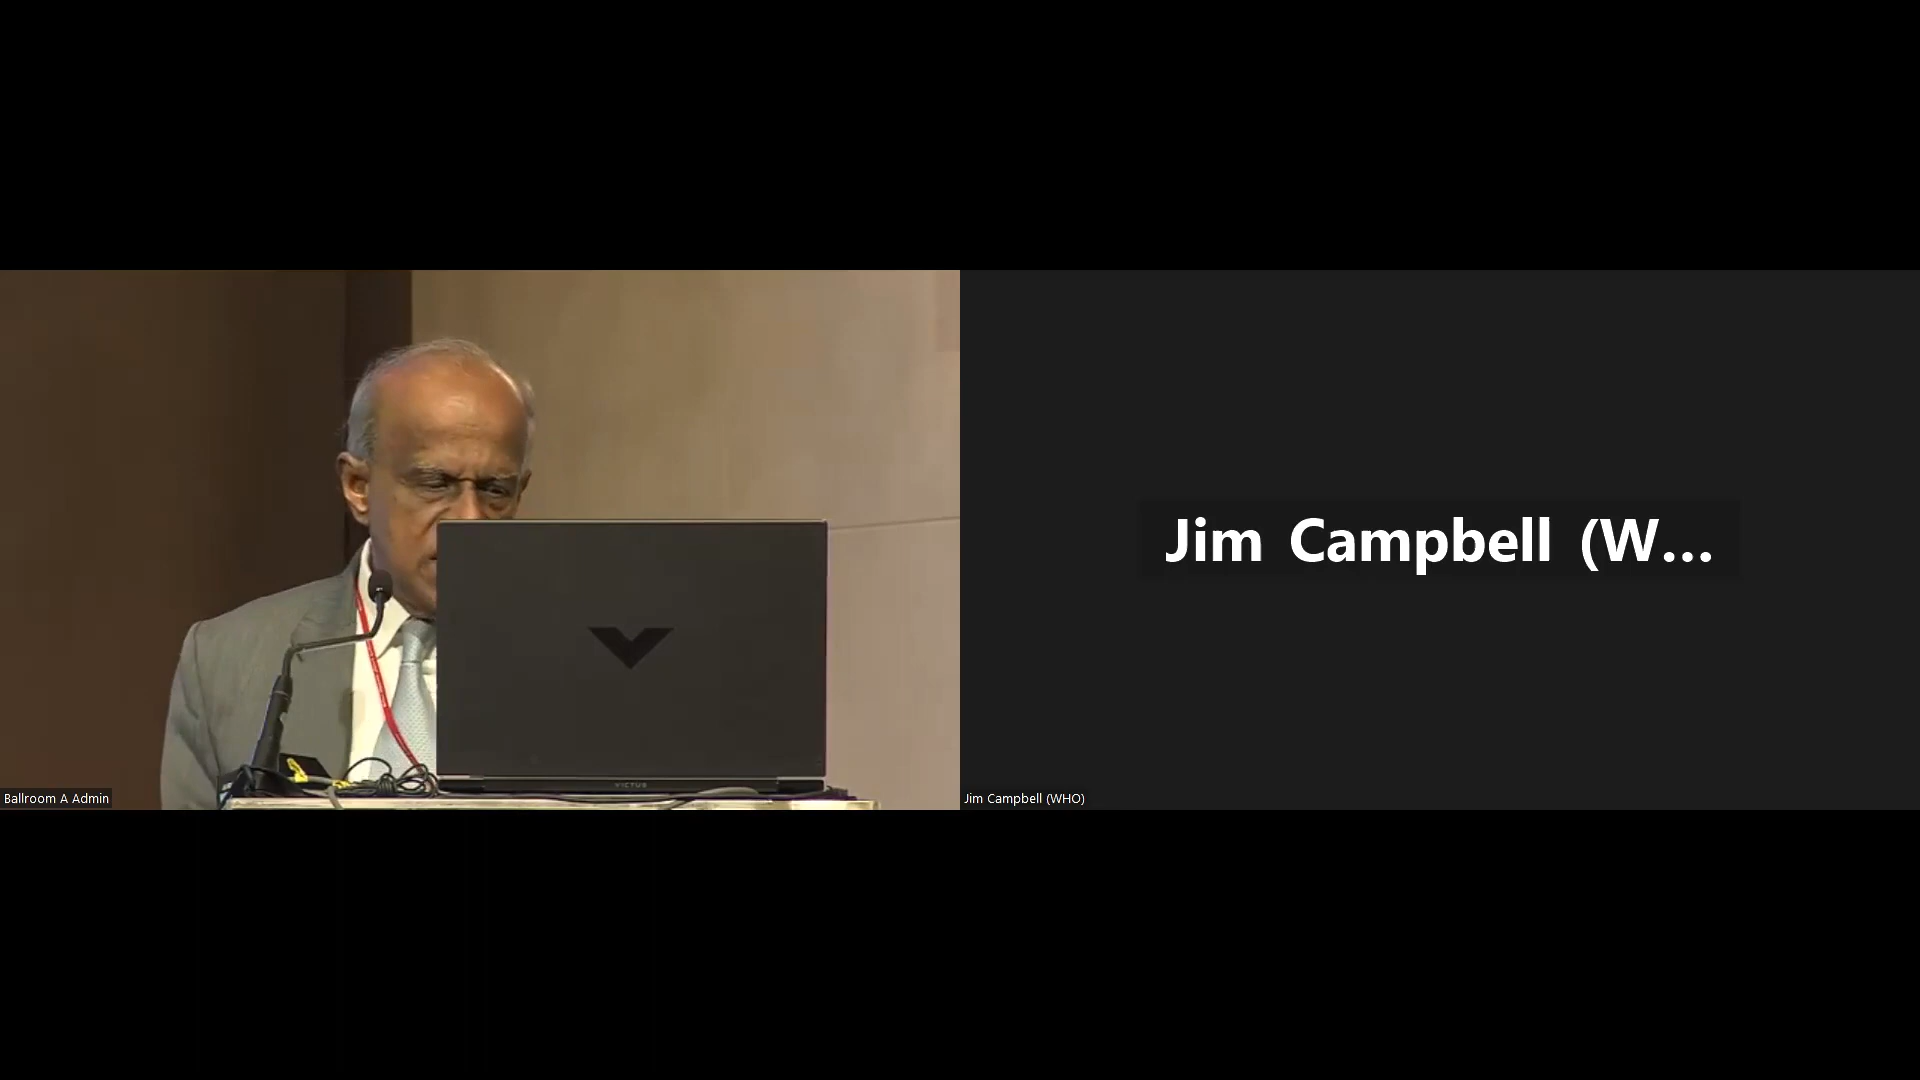 Jim Campbell (W...
VICTUS
Ballroom A Admin
Jim Campbell (WHO)